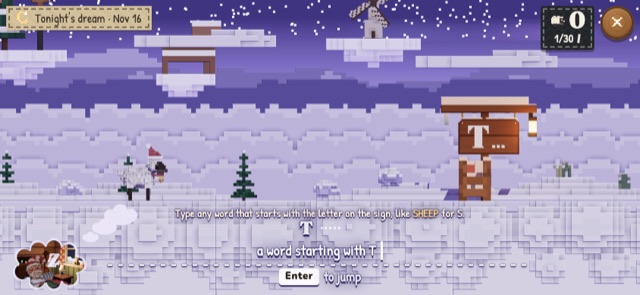 Tonight's dream · Nov 16
0
1/30
T...
Type any word that starts with the letter on the sign, like SHEEP for S.
T .....
a word starting with T
Enter to jump